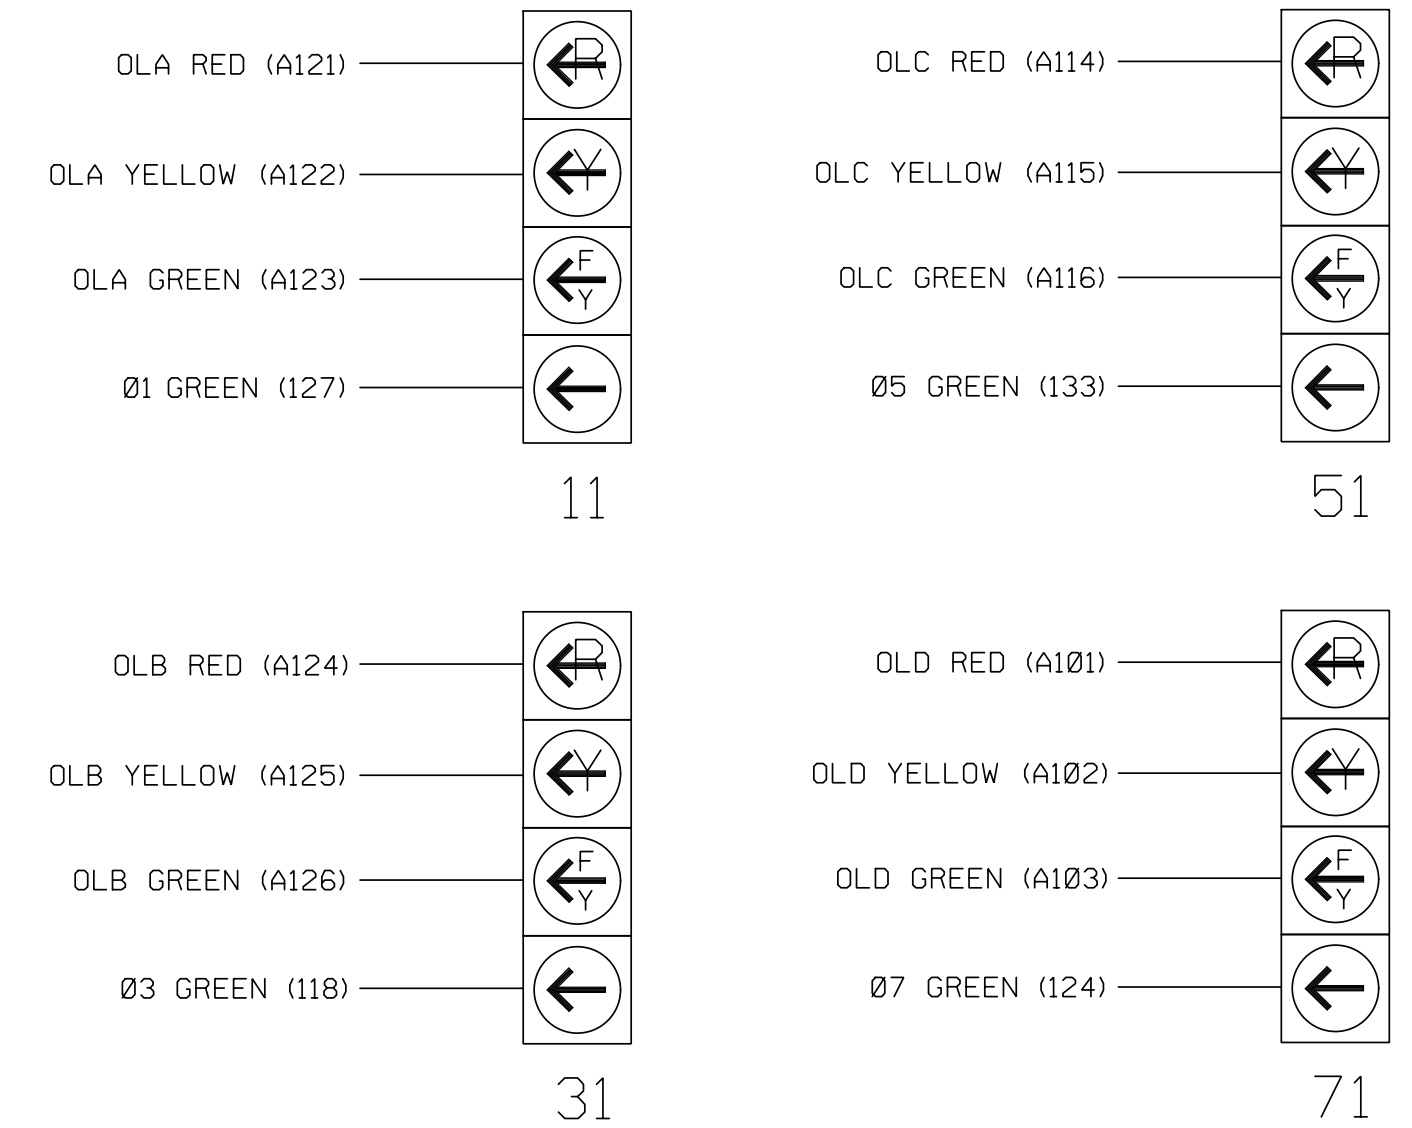 OLA RED (A121)
R
OLA YELLOW (A122)
Y
OLA GREEN (A123)
F
Y
Ø1 GREEN (127)
11
OLC RED (A114)
R
OLC YELLOW (A115)
Y
OLC GREEN (A116)
F
Y
Ø5 GREEN (133)
51
OLB RED (A124)
R
OLB YELLOW (A125)
Y
OLB GREEN (A126)
F
Y
Ø3 GREEN (118)
31
OLD RED (A1Ø1)
R
OLD YELLOW (A1Ø2)
Y
OLD GREEN (A1Ø3)
F
Y
Ø7 GREEN (124)
71